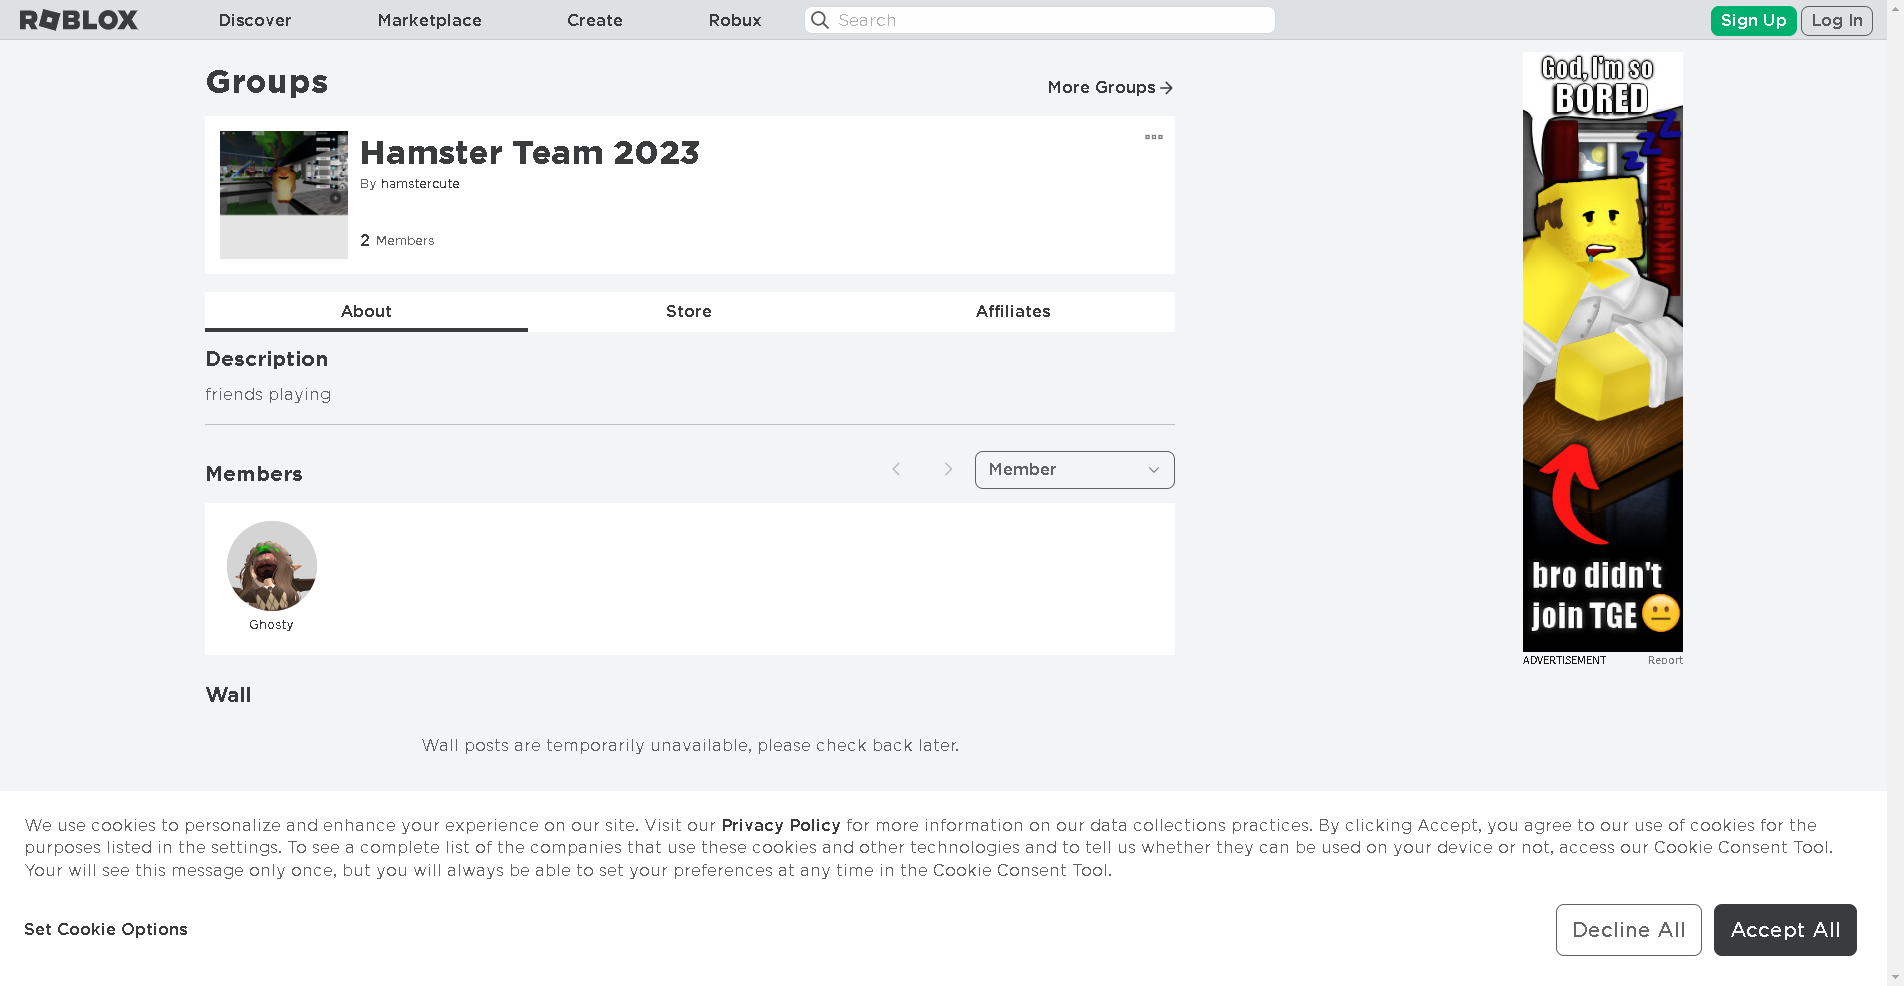 ROBLOX
Discover
Marketplace
Create
Robux
Search
Sign Up
Log In
Groups
More Groups
Hamster Team 2023
By hamstercute
2 Members
About
Store
Affiliates
Description
friends playing
Members
Member
Ghosty
Wall
Wall posts are temporarily unavailable, please check back later.
God, I'm so
BORED
ZZZ
VIKINGLAW
bro didn't
join TGE
ADVERTISEMENT
Report
We use cookies to personalize and enhance your experience on our site. Visit our Privacy Policy for more information on our data collections practices. By clicking Accept, you agree to our use of cookies for the
purposes listed in the settings. To see a complete list of the companies that use these cookies and other technologies and to tell us whether they can be used on your device or not, access our Cookie Consent Tool.
Your will see this message only once, but you will always be able to set your preferences at any time in the Cookie Consent Tool.
Set Cookie Options
Decline All
Accept All